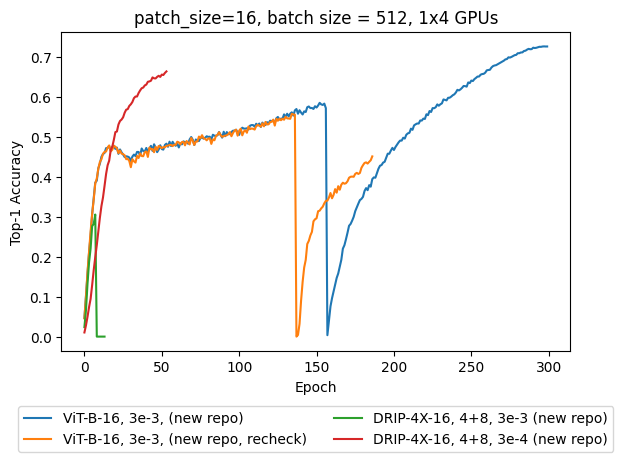 patch_size=16, batch size = 512, 1x4 GPUs
0.7
0.6
0.5
0.4
0.3
0.2
0.1
0.0
Top-1 Accuracy
0 50 100 150 200 250 300
Epoch
ViT-B-16, 3e-3, (new repo)
ViT-B-16, 3e-3, (new repo, recheck)
DRIP-4X-16, 4+8, 3e-3 (new repo)
DRIP-4X-16, 4+8, 3e-4 (new repo)